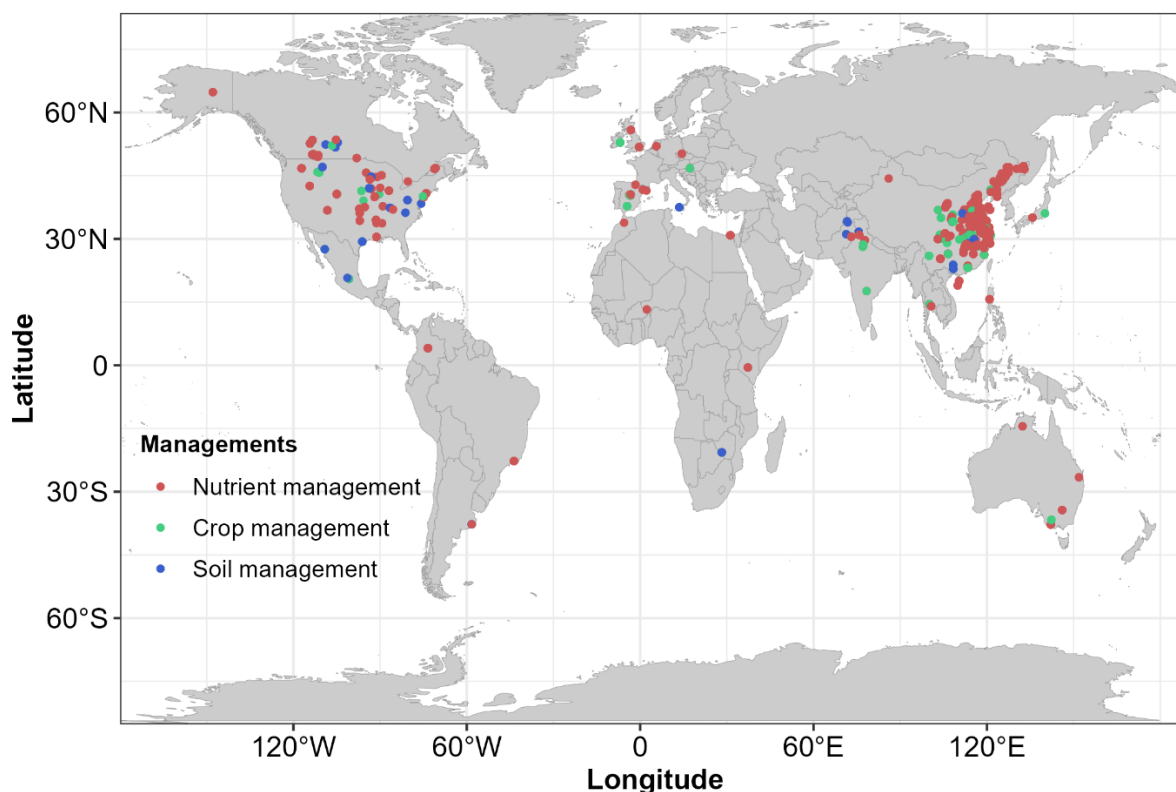 60°N
30°N
0
30°S
60°S
Latitude
Managements
Nutrient management
Crop management
Soil management
120°W 60°W 0 60°E 120°E
Longitude